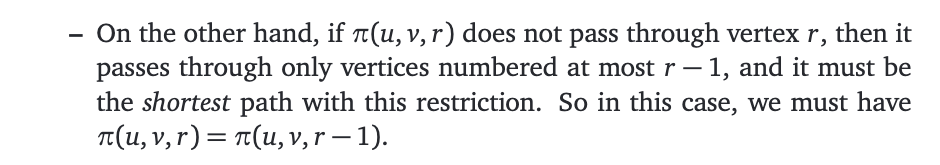 – On the other hand, if π(u, v, r) does not pass through vertex r, then it
passes through only vertices numbered at most r − 1, and it must be
the shortest path with this restriction. So in this case, we must have
π(u, v, r) = π(u, v, r − 1).